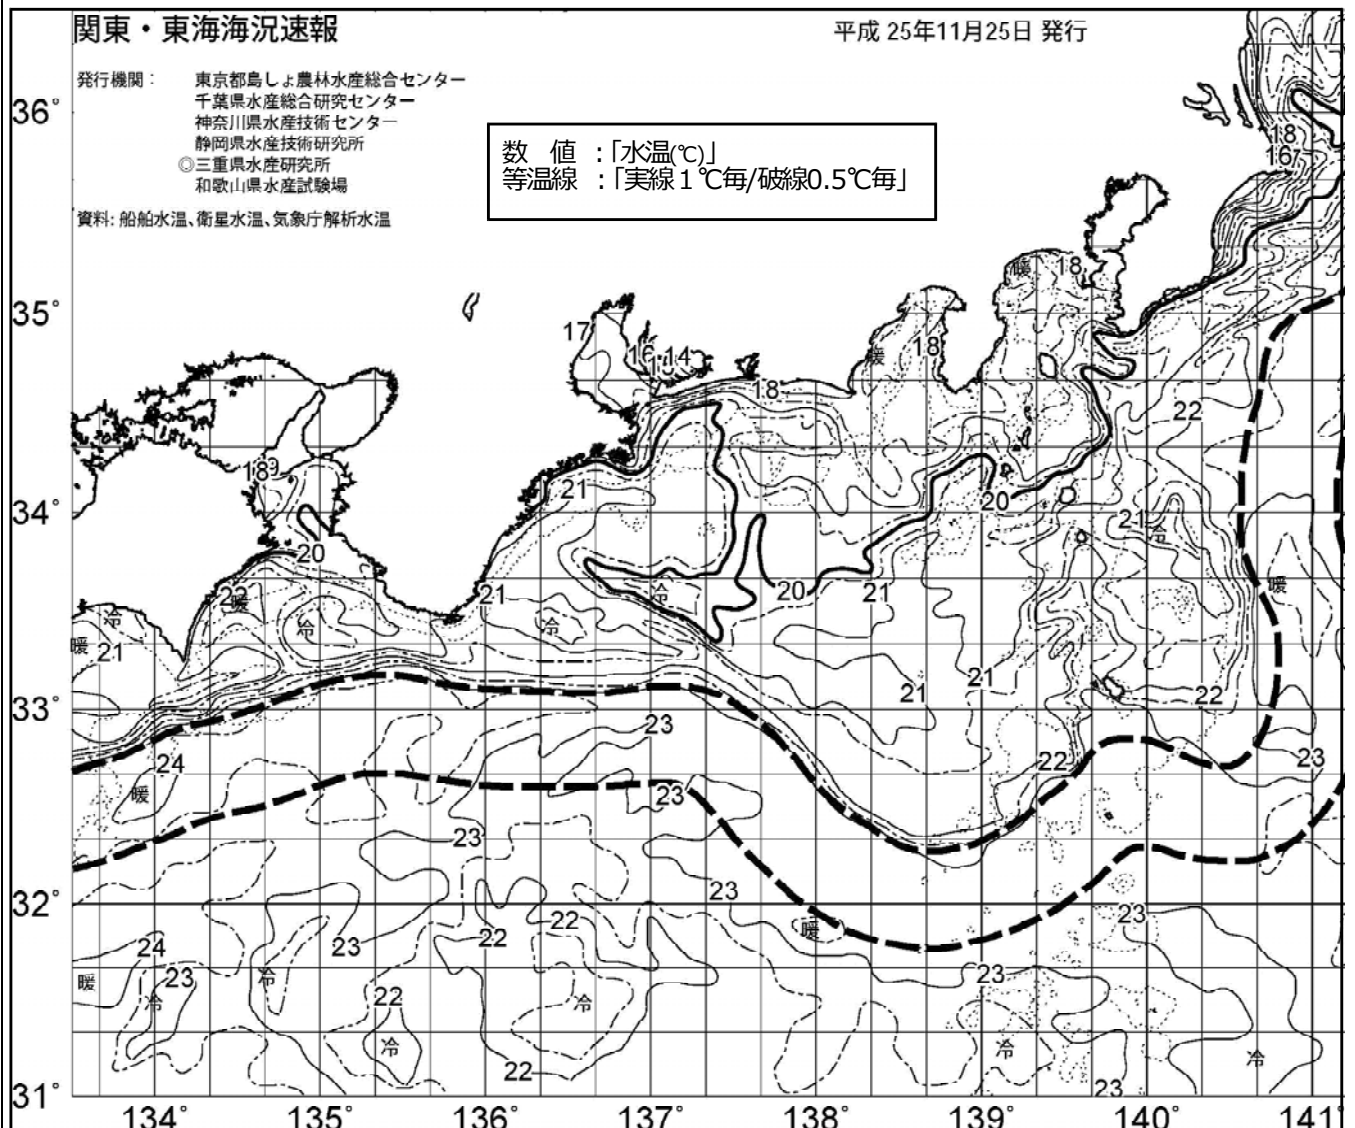 関東・東海海況速報
平成 25年11月25日 発行
発行機関：
東京都島しょ農林水産総合センター
千葉県水産総合研究センター
神奈川県水産技術センター
静岡県水産技術研究所
◎三重県水産研究所
和歌山県水産試験場
資料: 船舶水温、衛星水温、気象庁解析水温
数 値 ：「水温(℃)」
等温線 ：「実線１℃毎/破線0.5℃毎」
36°
18
16
暖 18
35°
17
16 14
暖 18
18
22
18
21
20
34°
21 冷
20
22 暖
冷
冷
21
冷
冷
20
21
暖
暖 21
21
21
22
33°
23
24
22
23
暖
23
23
32°
23
23
22
22
暖
23
24
23
23
暖
冷
冷
22
冷
冷
冷
冷
22
23
31°
134° 135° 136° 137° 138° 139° 140° 141°